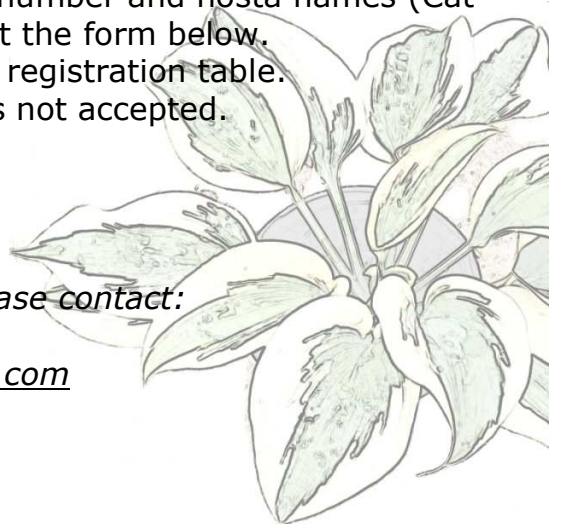 number and hosta names (Cat
t the form below.
registration table.
s not accepted.
ase contact:
com